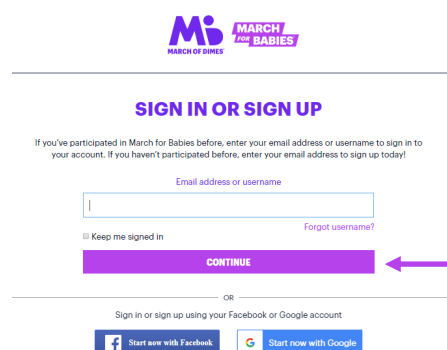 MARCH OF DIMES
MARCH
FOR BABIES
SIGN IN OR SIGN UP
If you've participated in March for Babies before, enter your email address or username to sign in to
your account. If you haven't participated before, enter your email address to sign up today!
Email address or username
Forgot username?
Keep me signed in
CONTINUE
OR
Sign in or sign up using your Facebook or Google account
Start now with Facebook
Start now with Google